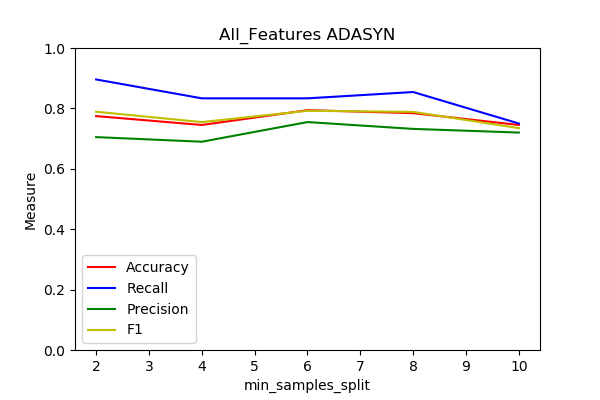 All_Features ADASYN
1.0
0.8
0.6
0.4
0.2
0.0
Measure
Accuracy
Recall
Precision
F1
2 3 4 5 6 7 8 9 10
min_samples_split